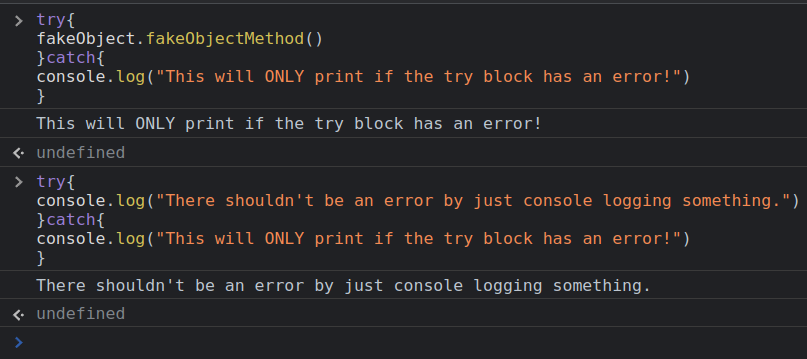 try{
fakeObject.fakeObjectMethod()
}catch{
console.log("This will ONLY print if the try block has an error!")
}
This will ONLY print if the try block has an error!
undefined
try{
console.log("There shouldn't be an error by just console logging something.")
}catch{
console.log("This will ONLY print if the try block has an error!")
}
There shouldn't be an error by just console logging something.
undefined